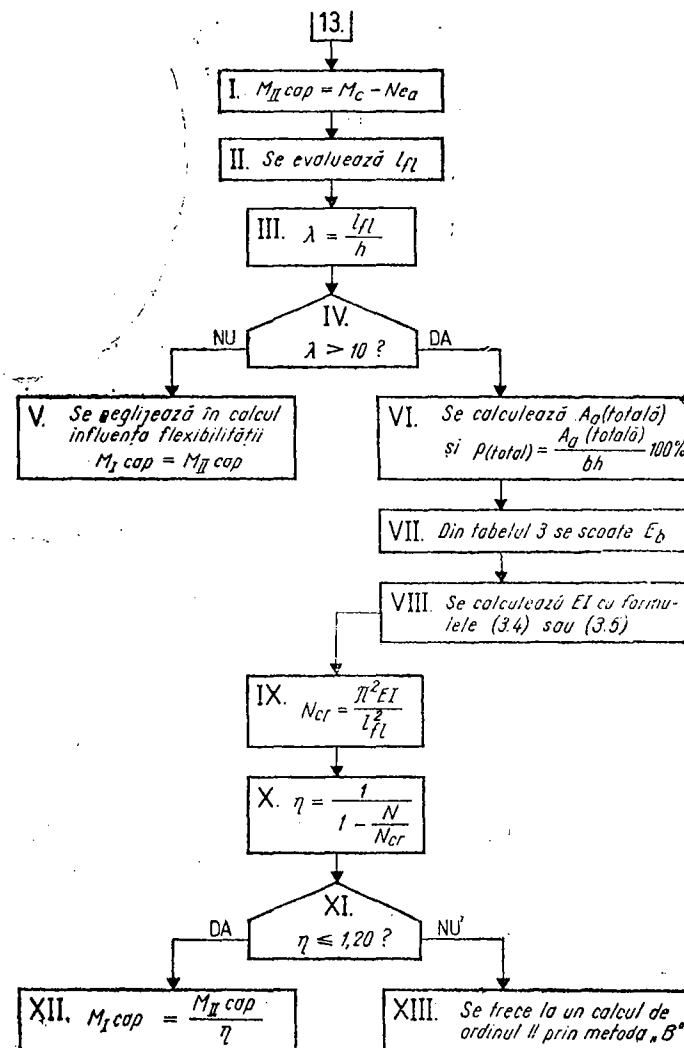 13.
I. M_II cap = M_c – Ne_a
II. Se evaluează l_fl
III. λ = l_fl / h
IV.
λ > 10 ?
NU
DA
V. Se neglijează în calcul
influența flexibilității
M_I cap = M_II cap
VI. Se calculează A_a (totală)
și p(total) = A_a (totală) / bh 100%
VII. Din tabelul 3 se scoate E_b
VIII. Se calculează EI cu formu-
lele (3.4) sau (3.5)
IX. N_cr = π² EI / l_fl²
X. η = 1 / (1 – N / N_cr)
XI.
η ≤ 1,20 ?
DA
NU
XII. M_I cap = M_II cap / η
XIII. Se trece la un calcul de
ordinul II prin metoda „B"